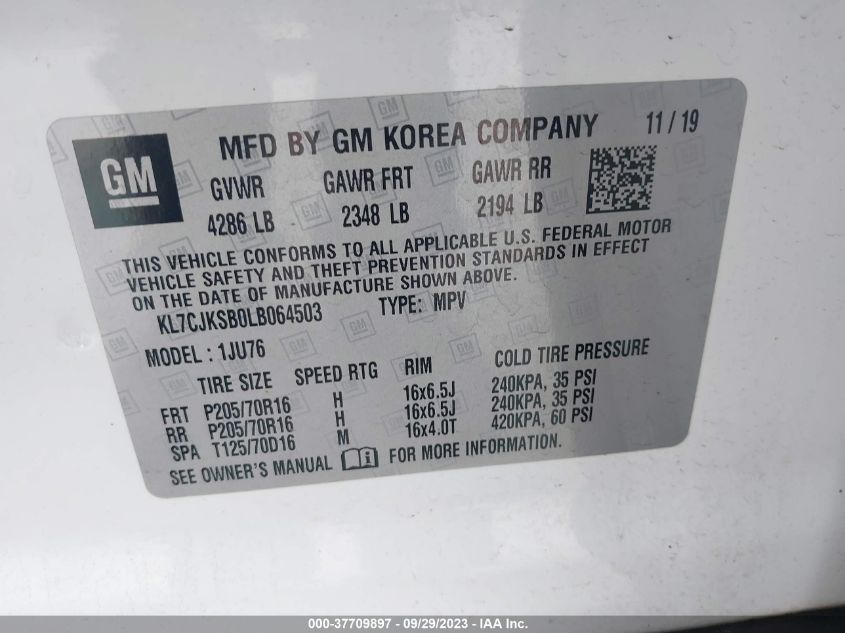 GM
MFD BY GM KOREA COMPANY 11/19
GVWR GAWR FRT GAWR RR
4286 LB 2348 LB 2194 LB
THIS VEHICLE CONFORMS TO ALL APPLICABLE U.S. FEDERAL MOTOR
VEHICLE SAFETY AND THEFT PREVENTION STANDARDS IN EFFECT
ON THE DATE OF MANUFACTURE SHOWN ABOVE.
KL7CJKSB0LB064503 TYPE: MPV
MODEL: 1JU76
TIRE SIZE SPEED RTG RIM COLD TIRE PRESSURE
FRT P205/70R16 H 16x6.5J 240KPA, 35 PSI
RR P205/70R16 H 16x6.5J 240KPA, 35 PSI
SPA T125/70D16 M 16x4.0T 420KPA, 60 PSI
SEE OWNER'S MANUAL i FOR MORE INFORMATION.
000-37709897 - 09/29/2023 - IAA Inc.